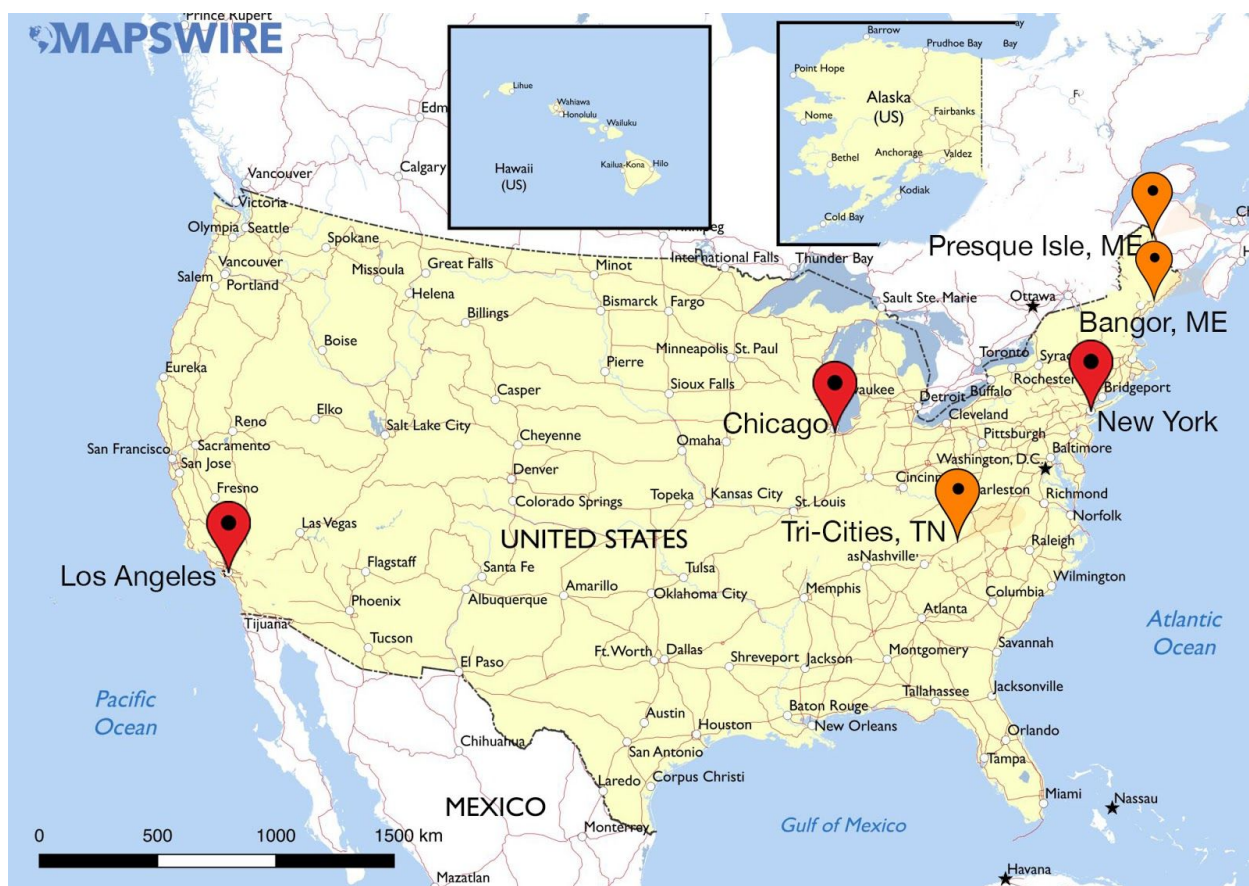 Prince Rupert
MAPSWIRE
Edm
Calgary
Vancouver
Victoria
Olympia
Seattle
Spokane
Vancouver
Portland
Salem
Missoula
Great Falls
Helena
Billings
Minot
Bismarck
Fargo
International Falls
Thunder Bay
Winnipeg
Lihue
Wahiawa
Honolulu
Wailuku
Kailua-Kona
Hilo
Hawaii
(US)
Barrow
Prudhoe Bay
ay
Bay
Point Hope
Alaska
(US)
Nome
Fairbanks
Bethel
Anchorage
Valdez
Kodiak
Cold Bay
Presque Isle, ME
Bangor, ME
Sault Ste. Marie
Ottawa
Toronto
Syrac
Rochester
Buffalo
Bridgeport
New York
Detroit
Cleveland
Pittsburgh
Baltimore
Washington, D.C.
Cincinn
arleston
Richmond
Norfolk
Tri-Cities, TN
Raleigh
Wilmington
Columbia
Eureka
Boise
Pierre
Minneapolis
St. Paul
Sioux Falls
waukee
Chicago
Casper
Elko
Reno
Salt Lake City
Cheyenne
Omaha
San Francisco
Sacramento
San Jose
Fresno
Denver
Colorado Springs
Topeka
Kansas City
St. Louis
Las Vegas
UNITED STATES
Los Angeles
Flagstaff
Santa Fe
Albuquerque
Amarillo
Tulsa
Oklahoma City
Memphis
asNashville
Atlanta
Phoenix
Tucson
Tijuana
El Paso
Ft. Worth
Dallas
Shreveport
Jackson
Montgomery
Savannah
Tallahassee
Jacksonville
Baton Rouge
New Orleans
Austin
Houston
San Antonio
Orlando
Tampa
Miami
Nassau
Havana
Atlantic
Ocean
Pacific
Ocean
Gulf of Mexico
Chihuahua
Laredo
Corpus Christi
MEXICO
Monterrey
Mazatlan
0
500
1000
1500 km